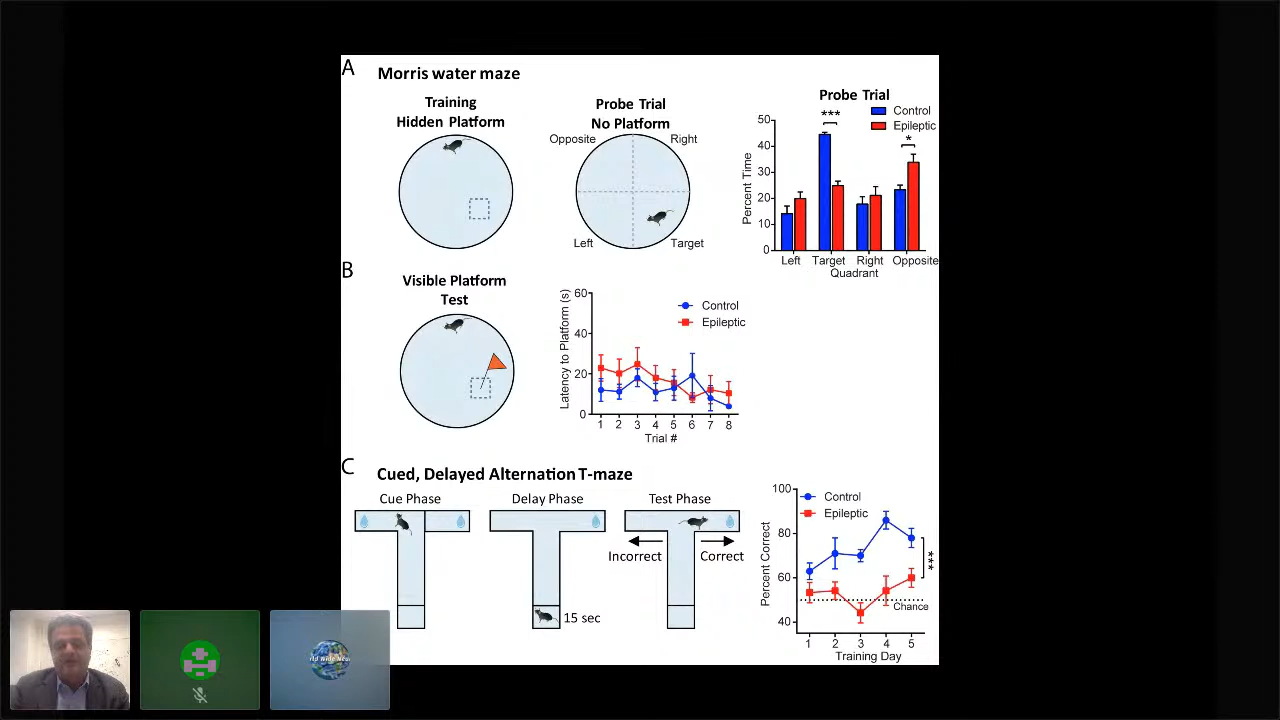 A
Morris water maze
Training
Hidden Platform
Probe Trial
No Platform
Opposite
Right
Left
Target
Probe Trial
Control
Epileptic
***
*
50
40
30
20
10
0
Percent Time
Left Target Right Opposite
Quadrant
B
Visible Platform
Test
60
40
20
0
Latency to Platform (s)
Control
Epileptic
1 2 3 4 5 6 7 8
Trial #
C
Cued, Delayed Alternation T-maze
Cue Phase
Delay Phase
Test Phase
15 sec
Incorrect
Correct
100
80
60
40
Percent Correct
Control
Epileptic
***
Chance
1 2 3 4 5
Training Day